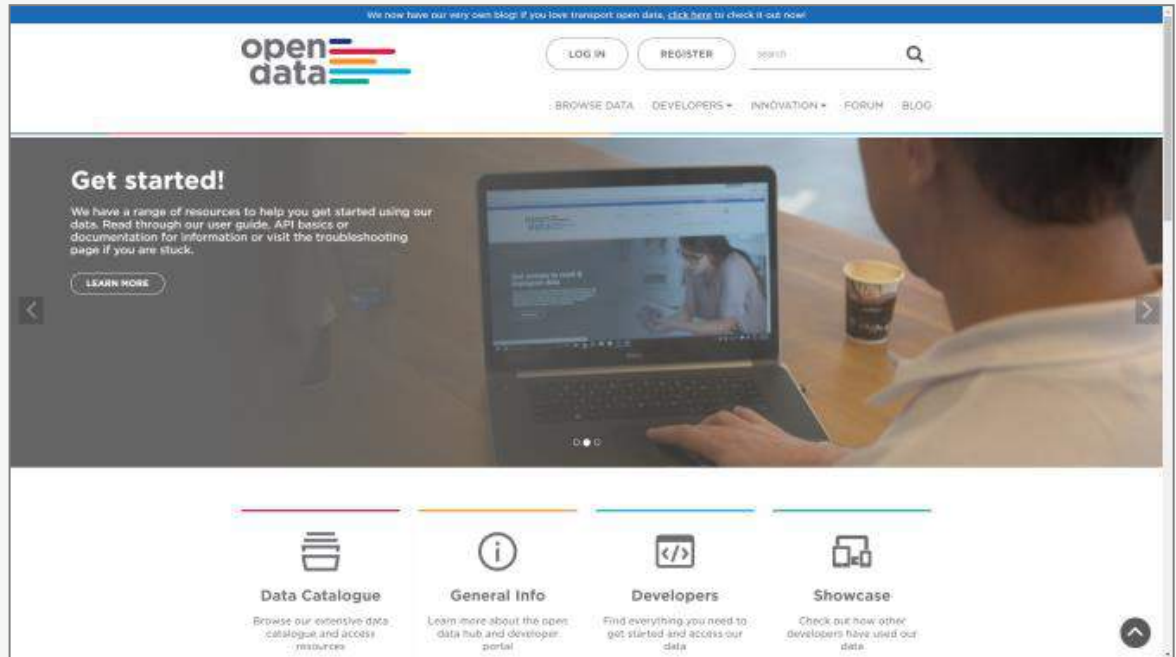 We now have our very own blog! If you love transport open data, click here to check it out now!
open
data
LOG IN
REGISTER
search
BROWSE DATA
DEVELOPERS
INNOVATION
FORUM
BLOG
Get started!
We have a range of resources to help you get started using our
data. Read through our user guide, API basics or
documentation for information or visit the troubleshooting
page if you are stuck.
LEARN MORE
open
data
Data Catalogue
Browse our extensive data
catalogue and access
resources
General Info
Learn more about the open
data hub and developer
portal
Developers
Find everything you need to
get started and access our
data
Showcase
Check out how other
developers have used our
data